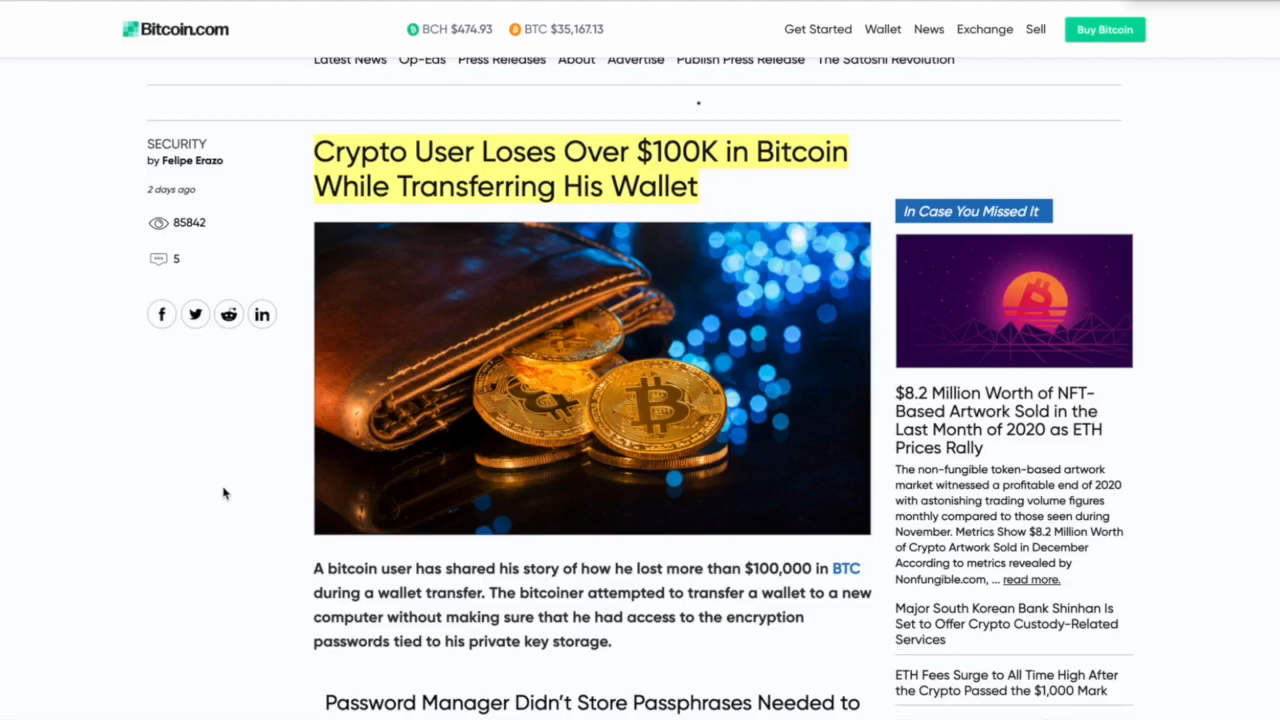 Bitcoin.com
BCH $474.93
BTC $35,167.13
Get Started Wallet News Exchange Sell
Buy Bitcoin
Latest News Op-Eds Press Releases About Advertise Publish Press Release The Satoshi Revolution
SECURITY
by Felipe Erazo
2 days ago
85842
5
Crypto User Loses Over $100K in Bitcoin
While Transferring His Wallet
A bitcoin user has shared his story of how he lost more than $100,000 in BTC
during a wallet transfer. The bitcoiner attempted to transfer a wallet to a new
computer without making sure that he had access to the encryption
passwords tied to his private key storage.
Password Manager Didn't Store Passphrases Needed to
In Case You Missed It
$8.2 Million Worth of NFT-
Based Artwork Sold in the
Last Month of 2020 as ETH
Prices Rally
The non-fungible token-based artwork
market witnessed a profitable end of 2020
with astonishing trading volume figures
monthly compared to those seen during
November. Metrics Show $8.2 Million Worth
of Crypto Artwork Sold in December
According to metrics revealed by
Nonfungible.com, ... read more.
Major South Korean Bank Shinhan Is
Set to Offer Crypto Custody-Related
Services
ETH Fees Surge to All Time High After
the Crypto Passed the $1,000 Mark